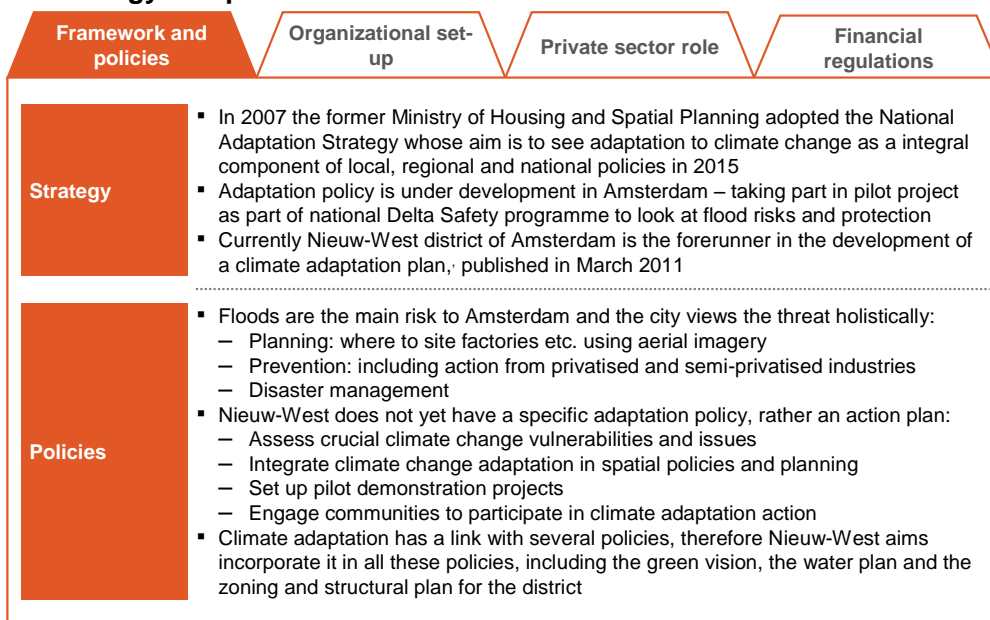 Framework and policies
Organizational set-up
Private sector role
Financial regulations
Strategy
▪ In 2007 the former Ministry of Housing and Spatial Planning adopted the National
Adaptation Strategy whose aim is to see adaptation to climate change as a integral
component of local, regional and national policies in 2015
▪ Adaptation policy is under development in Amsterdam – taking part in pilot project
as part of national Delta Safety programme to look at flood risks and protection
▪ Currently Nieuw-West district of Amsterdam is the forerunner in the development of
a climate adaptation plan,, published in March 2011
Policies
▪ Floods are the main risk to Amsterdam and the city views the threat holistically:
– Planning: where to site factories etc. using aerial imagery
– Prevention: including action from privatised and semi-privatised industries
– Disaster management
▪ Nieuw-West does not yet have a specific adaptation policy, rather an action plan:
– Assess crucial climate change vulnerabilities and issues
– Integrate climate change adaptation in spatial policies and planning
– Set up pilot demonstration projects
– Engage communities to participate in climate adaptation action
▪ Climate adaptation has a link with several policies, therefore Nieuw-West aims
incorporate it in all these policies, including the green vision, the water plan and the
zoning and structural plan for the district